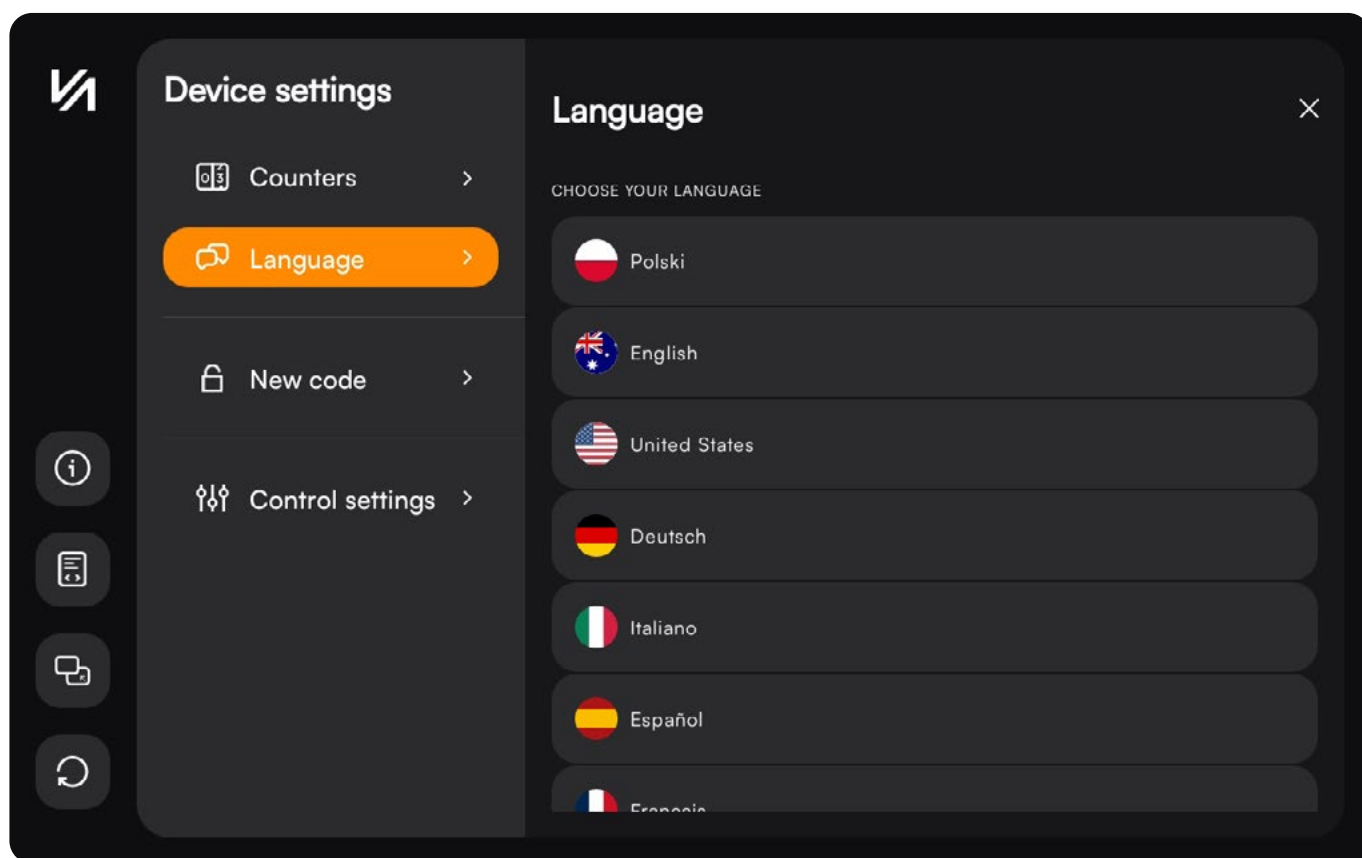 Device settings
Counters
Language
New code
Control settings
Language
CHOOSE YOUR LANGUAGE
Polski
English
United States
Deutsch
Italiano
Español